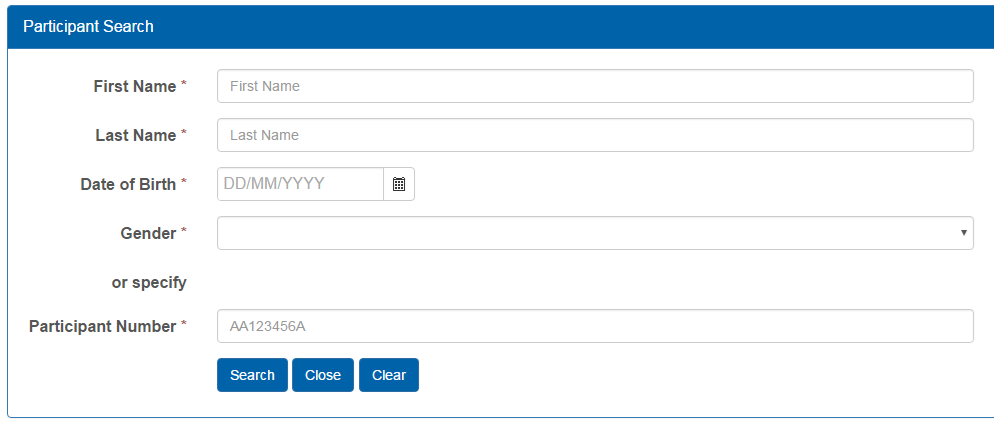 Participant Search
First Name * First Name
Last Name * Last Name
Date of Birth * DD/MM/YYYY
Gender *
or specify
Participant Number * AA123456A
Search Close Clear